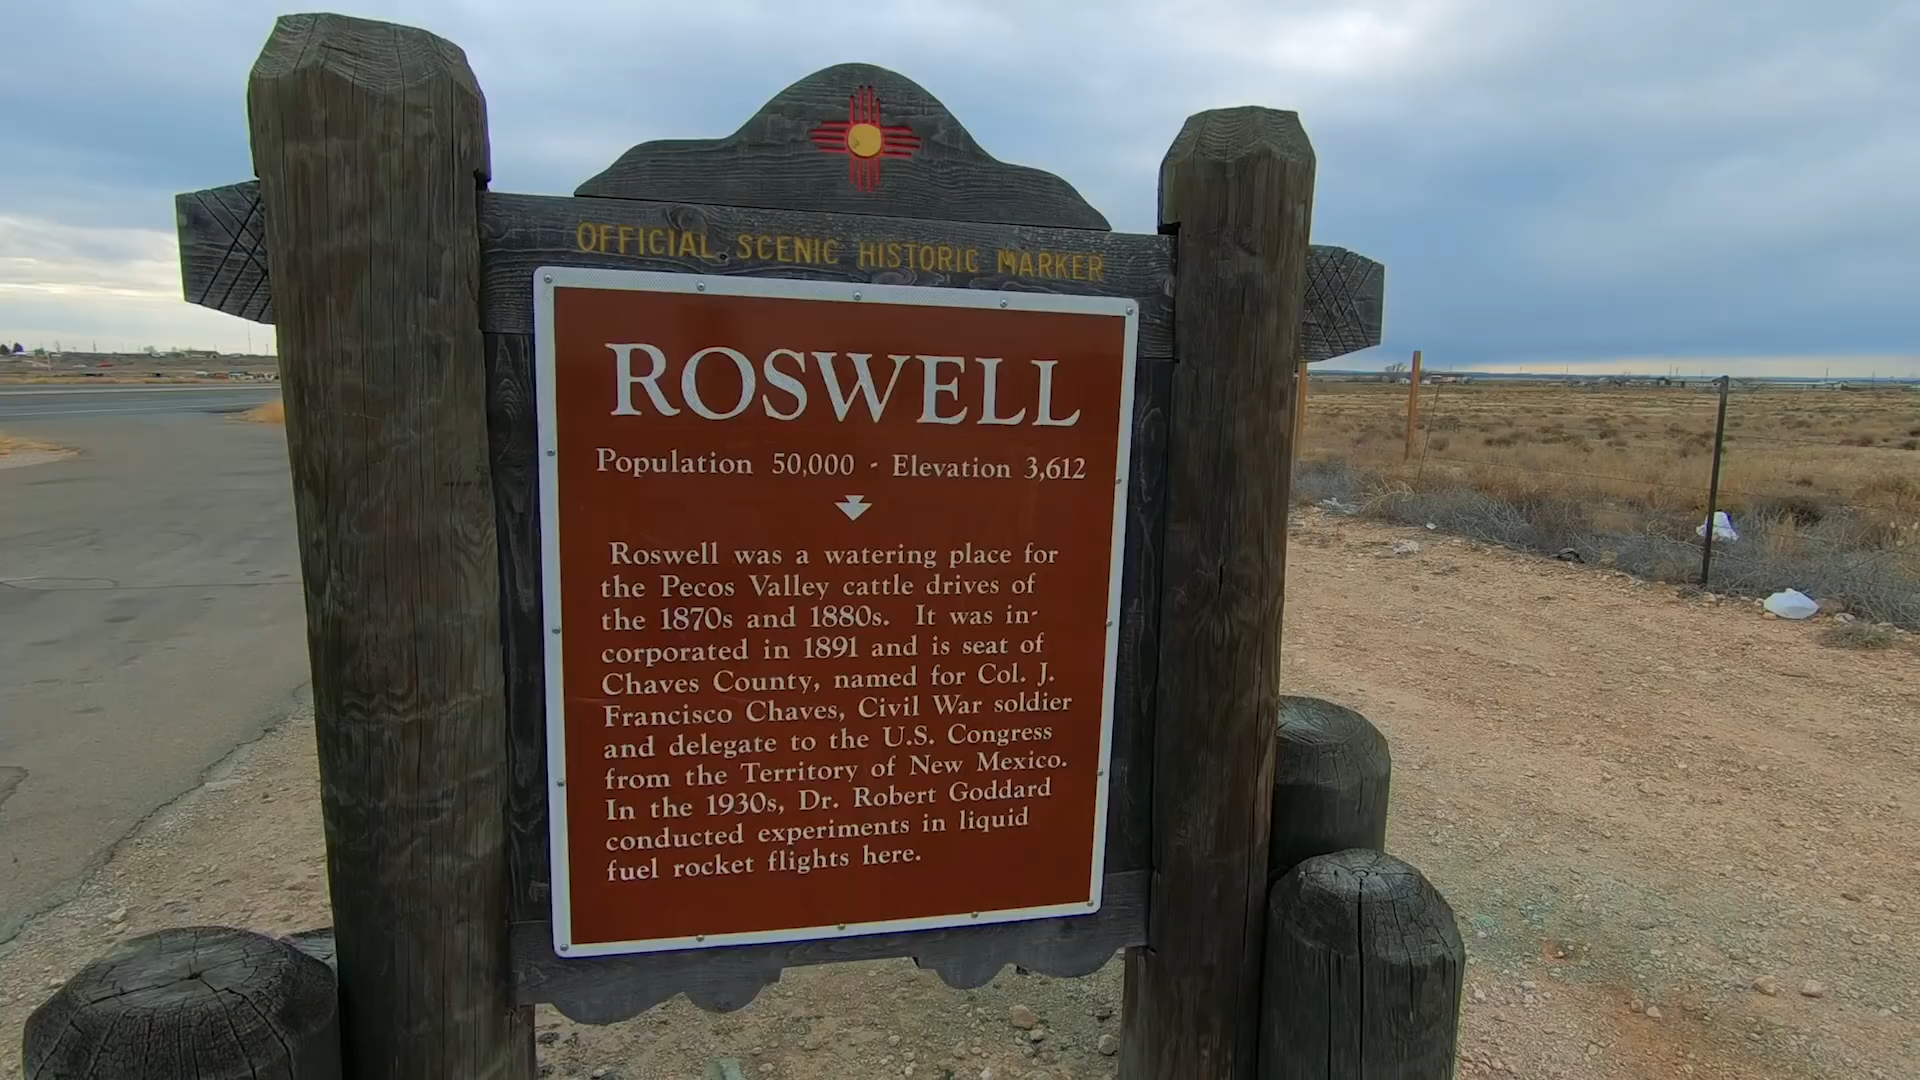 OFFICIAL SCENIC HISTORIC MARKER
ROSWELL
Population 50,000 - Elevation 3,612
Roswell was a watering place for
the Pecos Valley cattle drives of
the 1870s and 1880s. It was in-
corporated in 1891 and is seat of
Chaves County, named for Col. J.
Francisco Chaves, Civil War soldier
and delegate to the U.S. Congress
from the Territory of New Mexico.
In the 1930s, Dr. Robert Goddard
conducted experiments in liquid
fuel rocket flights here.